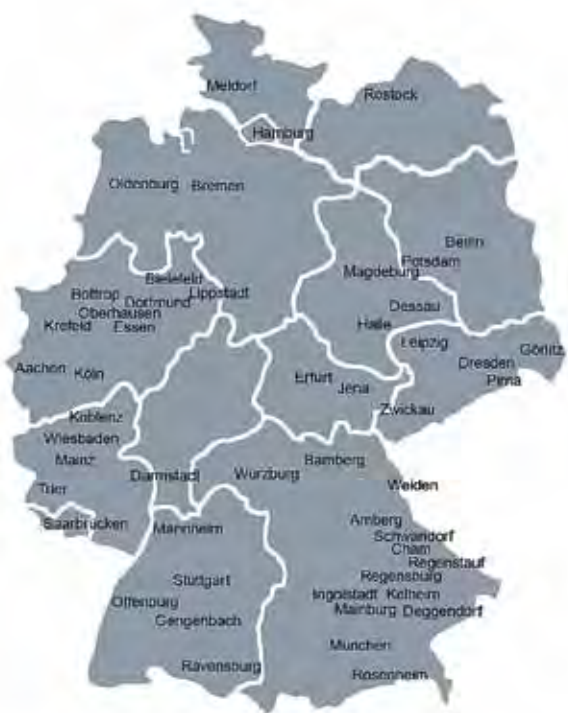 Meldorf
Rostock
Hamburg
Oldenburg Bremen
Berlin
Potsdam
Magdeburg
Bielefeld
Bottrop
Dortmund
Lippstadt
Oberhausen
Krefeld
Essen
Dessau
Halle
Leipzig
Görlitz
Dresden
Pirna
Aachen
Köln
Erfurt
Jena
Zwickau
Koblenz
Wiesbaden
Mainz
Darmstadt
Würzburg
Bamberg
Trier
Weiden
Saarbrücken
Mannheim
Amberg
Schwandorf
Cham
Regenstauf
Stuttgart
Regensburg
Offenburg
Ingolstadt Kelheim
Gengenbach
Mainburg Deggendorf
München
Ravensburg
Rosenheim